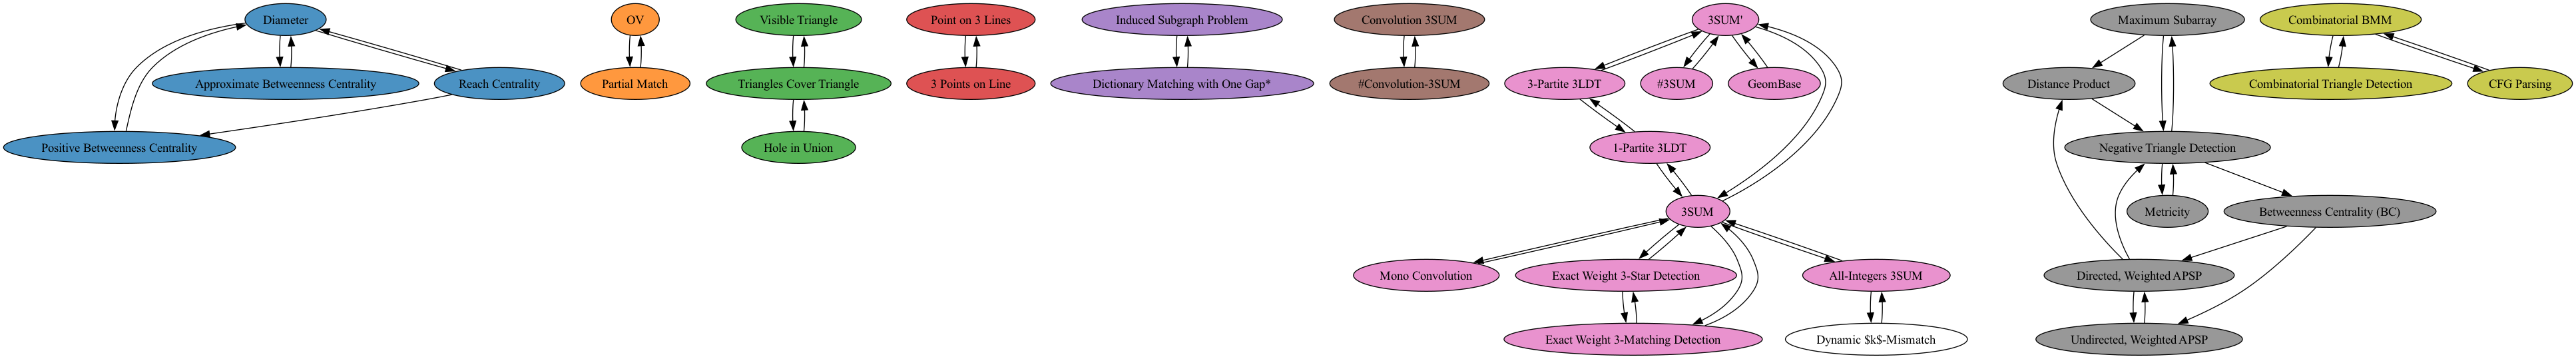 Diameter
OV
Visible Triangle
Point on 3 Lines
Induced Subgraph Problem
Convolution 3SUM
3SUM'
Maximum Subarray
Combinatorial BMM
Approximate Betweenness Centrality
Reach Centrality
Partial Match
Triangles Cover Triangle
3 Points on Line
Dictionary Matching with One Gap*
#Convolution-3SUM
3-Partite 3LDT
#3SUM
GeomBase
Distance Product
Combinatorial Triangle Detection
CFG Parsing
Positive Betweenness Centrality
Hole in Union
1-Partite 3LDT
Negative Triangle Detection
3SUM
Metricity
Betweenness Centrality (BC)
Mono Convolution
Exact Weight 3-Star Detection
All-Integers 3SUM
Directed, Weighted APSP
Exact Weight 3-Matching Detection
Dynamic $k$-Mismatch
Undirected, Weighted APSP